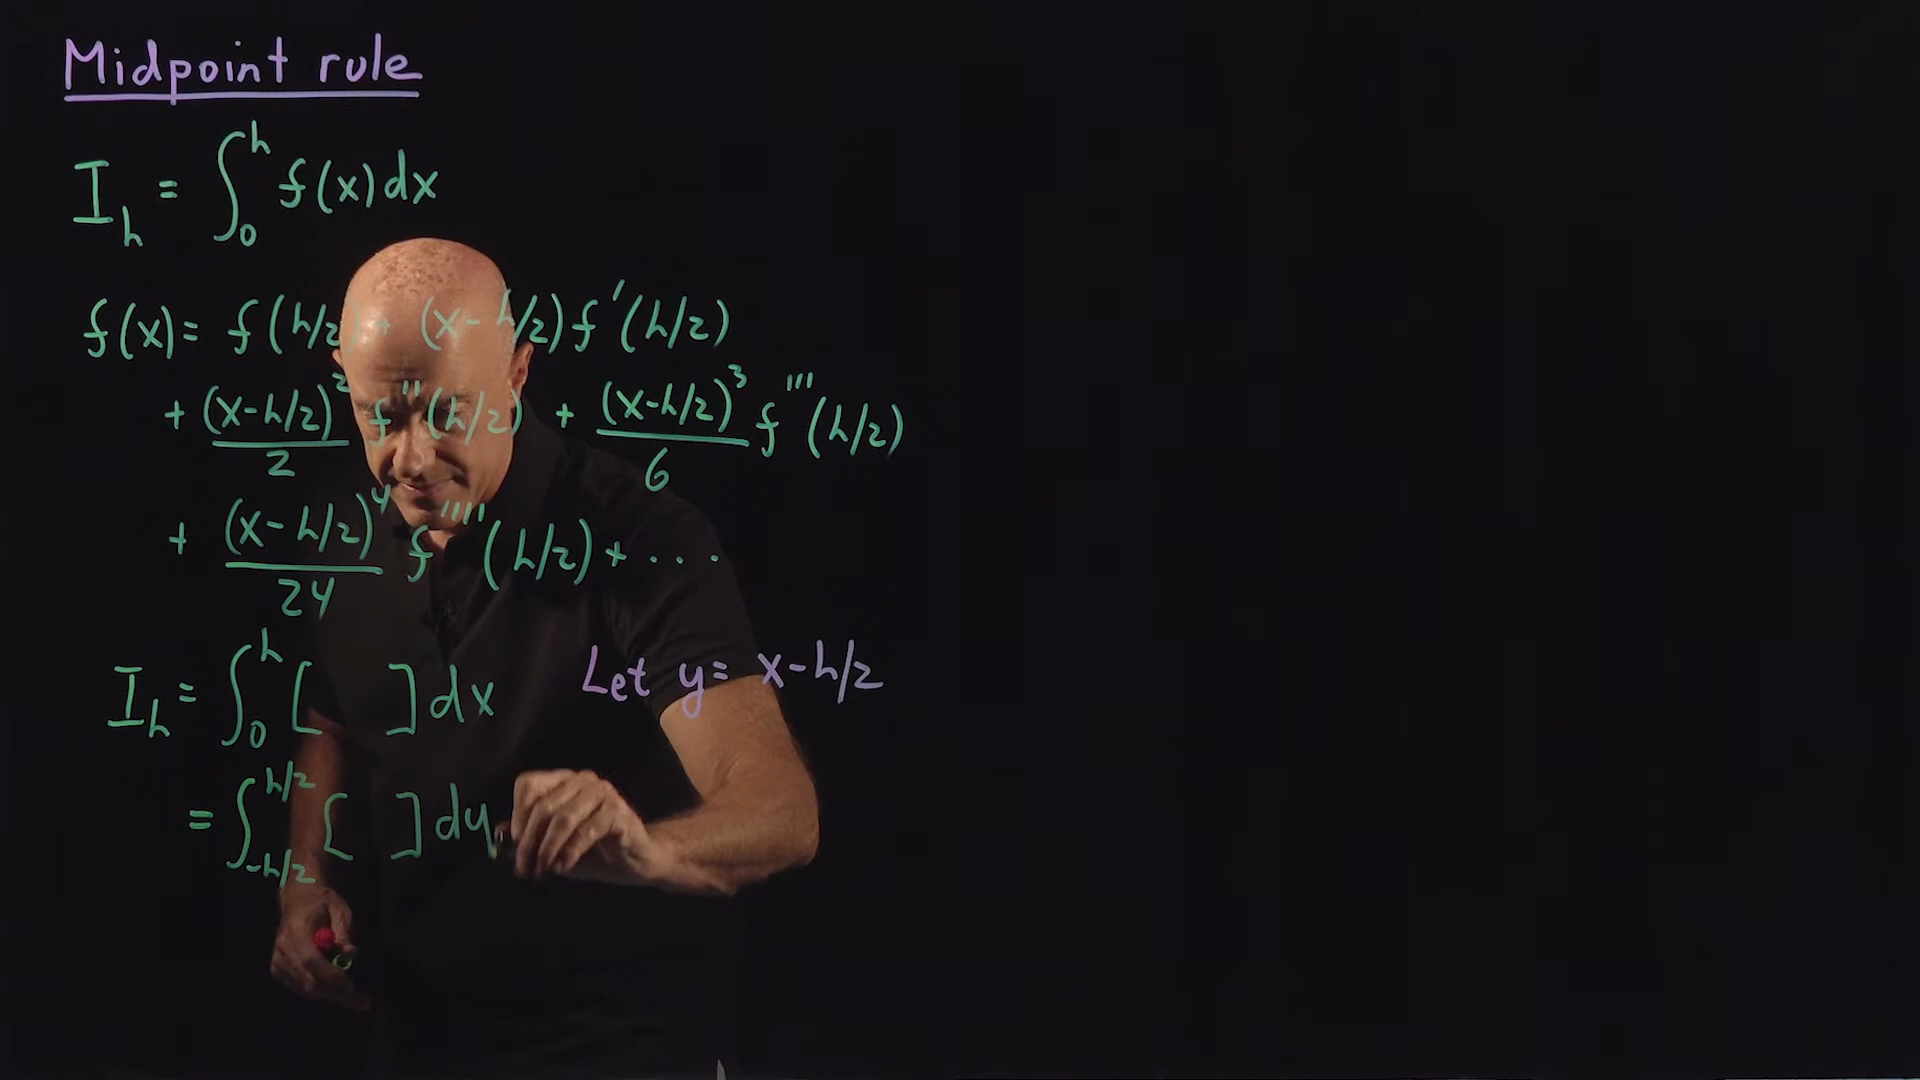 Midpoint rule
I_h = ∫_0^h f(x) dx
f(x) = f(h/2) + (x-h/2) f'(h/2)
+ (x-h/2)^2/2 f''(h/2) + (x-h/2)^3/6 f'''(h/2)
+ (x-h/2)^4/24 f''''(h/2) + ....
I_h = ∫_0^h [ ] dx Let y = x-h/2
= ∫_{-h/2}^{h/2} [ ] dy